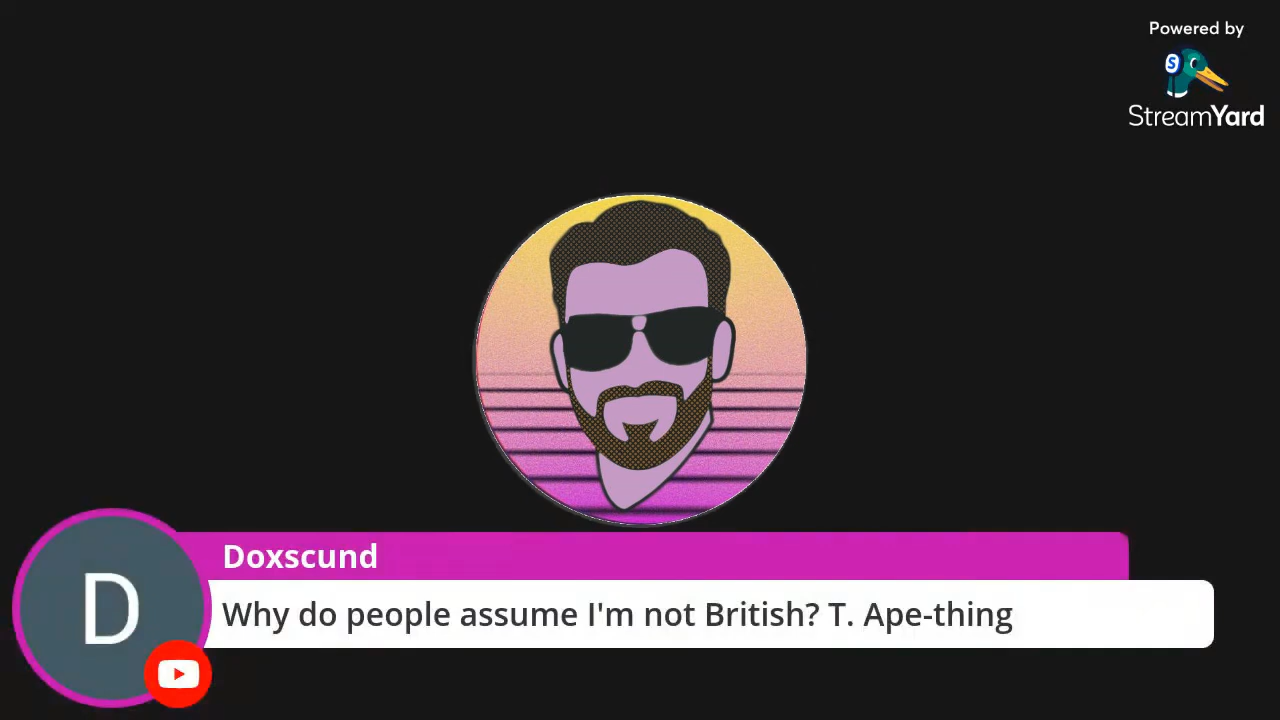 Powered by
S
StreamYard
Doxscund
D
Why do people assume I'm not British? T. Ape-thing